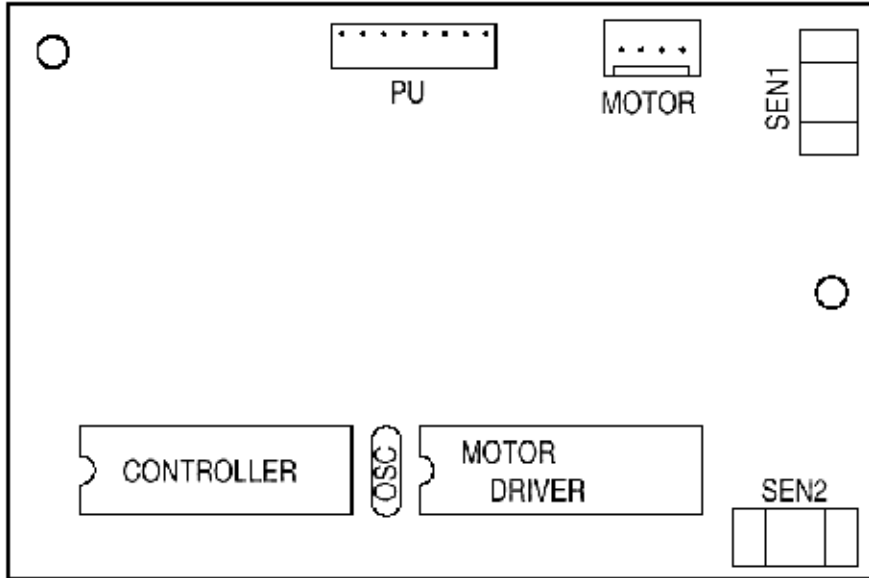 PU
MOTOR
SEN1
CONTROLLER
OSC
MOTOR
DRIVER
SEN2